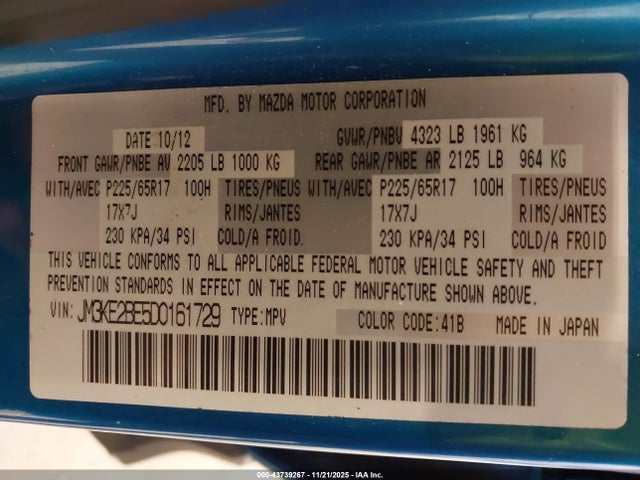 MFD. BY MAZDA MOTOR CORPORATION
DATE 10/12 GVWR/PNBV 4323 LB 1961 KG
FRONT GAWR/PNBE AV 2205 LB 1000 KG REAR GAWR/PNBE AR 2125 LB 964 KG
WITH/AVEC P225/65R17 100H TIRES/PNEUS WITH/AVEC P225/65R17 100H TIRES/PNEUS
17X7J RIMS/JANTES 17X7J RIMS/JANTES
230 KPA/34 PSI COLD/A FROID. 230 KPA/34 PSI COLD/A FROID
THIS VEHICLE CONFORMS TO ALL APPLICABLE FEDERAL MOTOR VEHICLE SAFETY AND THEFT
PREVENTION STANDARDS IN EFFECT ON THE DATE OF MANUFACTURE SHOWN ABOVE.
VIN: JM3KE2BE5D0161729 TYPE:MPV COLOR CODE:41B MADE IN JAPAN
000-43739267 - 11/21/2025 - IAA Inc.